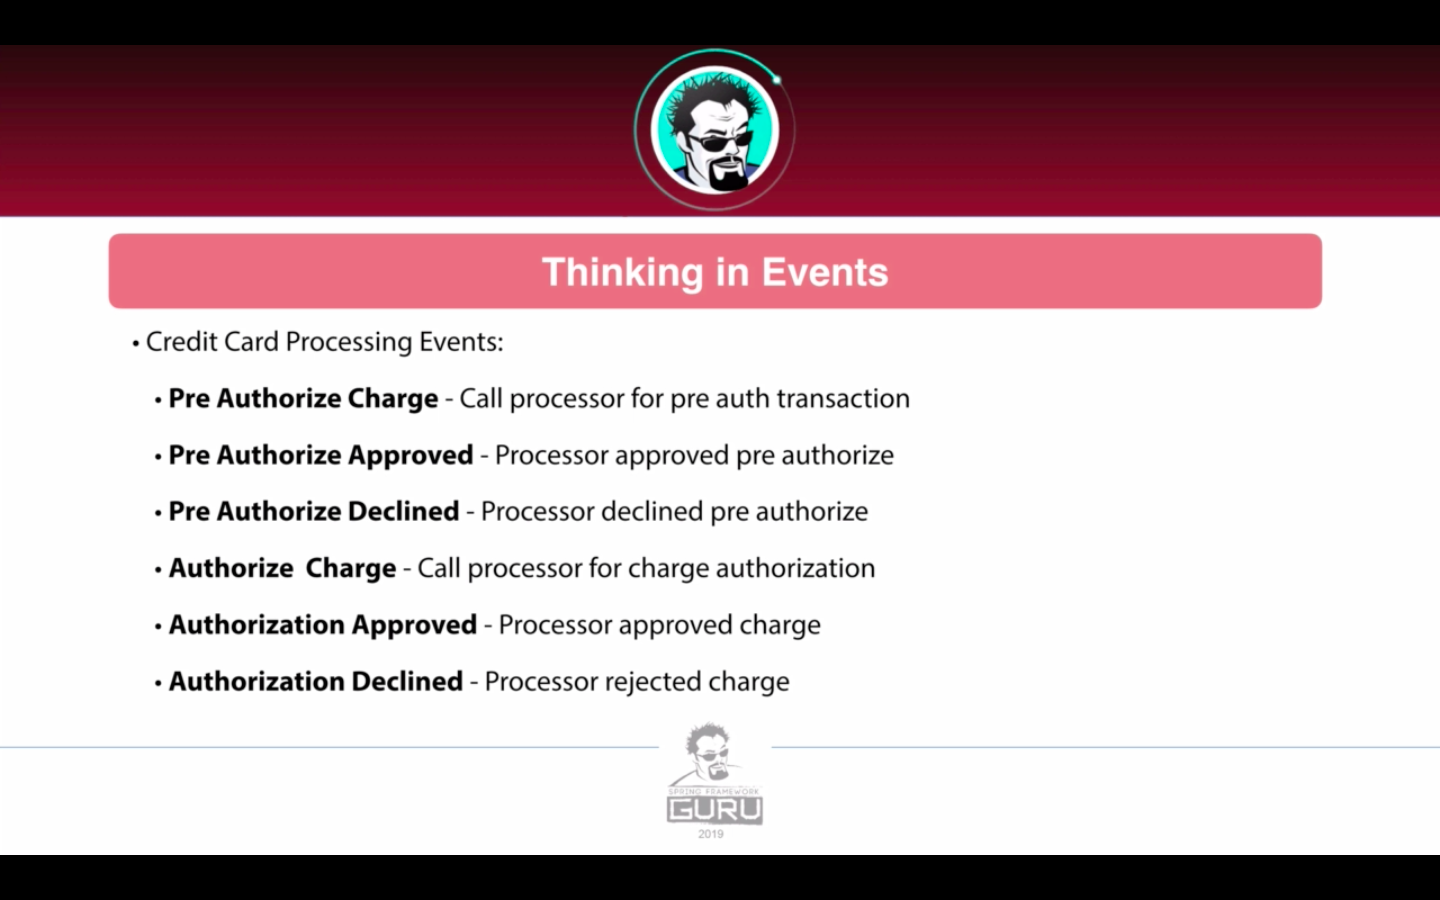 Thinking in Events
• Credit Card Processing Events:
• Pre Authorize Charge - Call processor for pre auth transaction
• Pre Authorize Approved - Processor approved pre authorize
• Pre Authorize Declined - Processor declined pre authorize
• Authorize  Charge - Call processor for charge authorization
• Authorization Approved - Processor approved charge
• Authorization Declined - Processor rejected charge
SPRING FRAMEWORK
GURU
2019